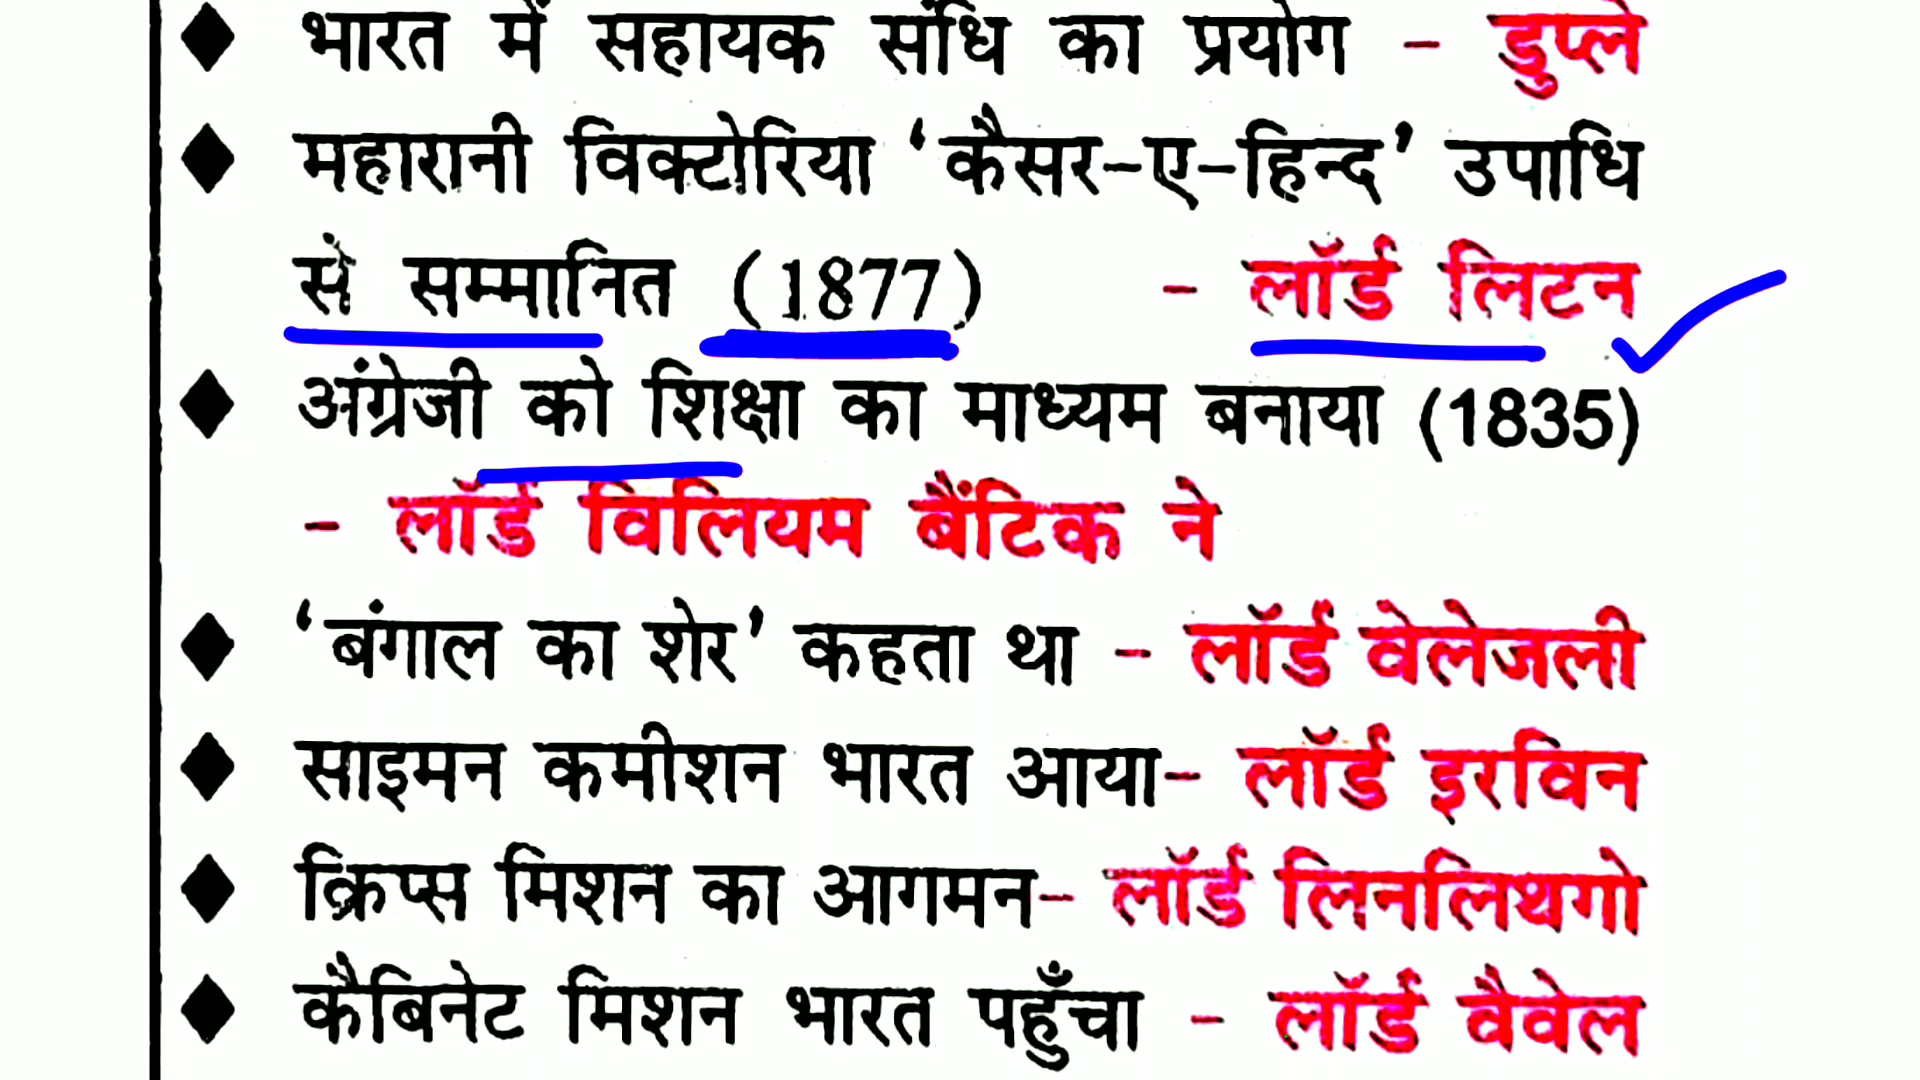 ◆ भारत में सहायक संधि का प्रयोग - डुप्ले
◆ महारानी विक्टोरिया ‘कैसर-ए-हिन्द’ उपाधि
से सम्मानित (1877) - लॉर्ड लिटन
◆ अंग्रेजी को शिक्षा का माध्यम बनाया (1835)
- लॉर्ड विलियम बैंटिक ने
◆ ‘बंगाल का शेर’ कहता था - लॉर्ड वेलेजली
◆ साइमन कमीशन भारत आया- लॉर्ड इरविन
◆ क्रिप्स मिशन का आगमन- लॉर्ड लिनलिथगो
◆ कैबिनेट मिशन भारत पहुँचा - लॉर्ड वैवेल